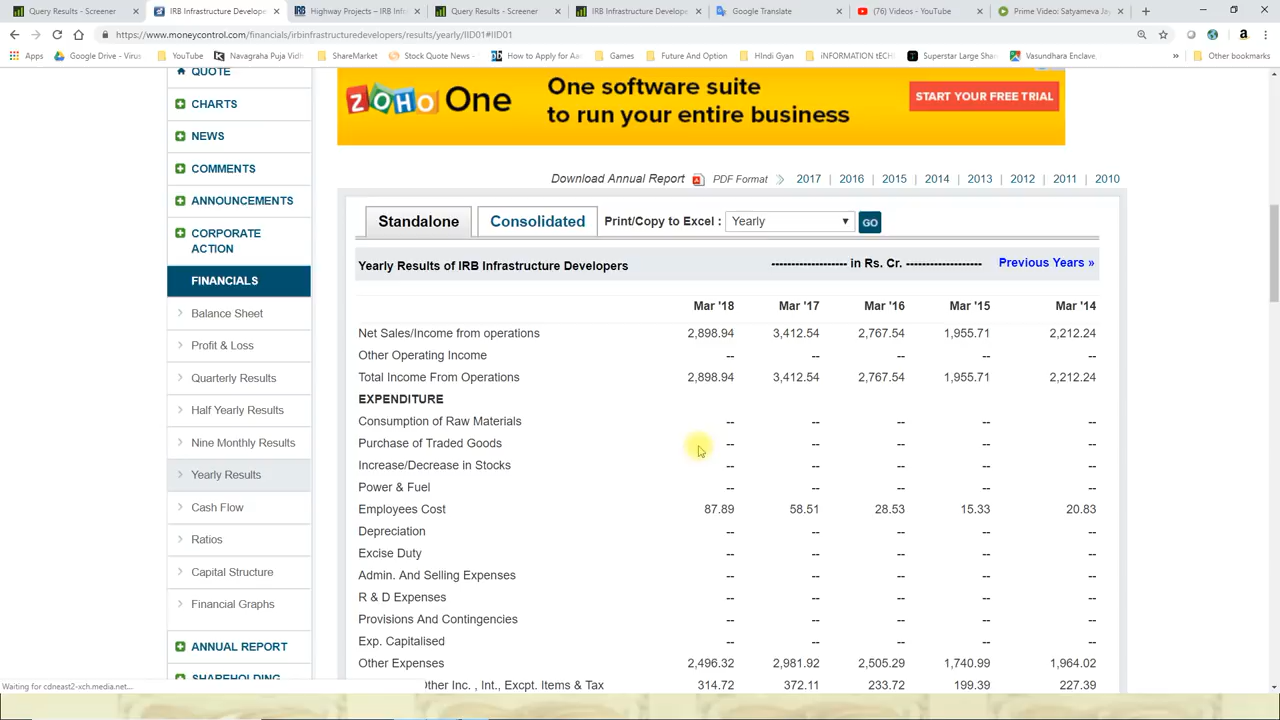 Query Results - Screener
IRB Infrastructure Develope
Highway Projects – IRB Infr
Query Results - Screener
IRB Infrastructure Develope
Google Translate
(76) Videos - YouTube
Prime Video: Satyameva Jay
https://www.moneycontrol.com/financials/irbinfrastructuredevelopers/results/yearly/IID01#IID01
Apps Google Drive - Virus YouTube Navagraha Puja Vidh ShareMarket Stock Quote News - How to Apply for Aa Games Future And Option HIndi Gyan iNFORMATION tECH Superstar Large Shar Vasundhara Enclave. » Other bookmarks
QUOTE
CHARTS
NEWS
COMMENTS
ANNOUNCEMENTS
CORPORATE
ACTION
FINANCIALS
Balance Sheet
Profit & Loss
Quarterly Results
Half Yearly Results
Nine Monthly Results
Yearly Results
Cash Flow
Ratios
Capital Structure
Financial Graphs
ANNUAL REPORT
SHAREHOLDING
ZOHO One
One software suite
to run your entire business
START YOUR FREE TRIAL
Download Annual Report PDF Format 2017 | 2016 | 2015 | 2014 | 2013 | 2012 | 2011 | 2010
Standalone Consolidated Print/Copy to Excel : Yearly GO
Yearly Results of IRB Infrastructure Developers ------------------- in Rs. Cr. ------------------- Previous Years »
Mar '18 Mar '17 Mar '16 Mar '15 Mar '14
Net Sales/Income from operations 2,898.94 3,412.54 2,767.54 1,955.71 2,212.24
Other Operating Income -- -- -- -- --
Total Income From Operations 2,898.94 3,412.54 2,767.54 1,955.71 2,212.24
EXPENDITURE
Consumption of Raw Materials -- -- -- -- --
Purchase of Traded Goods -- -- -- -- --
Increase/Decrease in Stocks -- -- -- -- --
Power & Fuel -- -- -- -- --
Employees Cost 87.89 58.51 28.53 15.33 20.83
Depreciation -- -- -- -- --
Excise Duty -- -- -- -- --
Admin. And Selling Expenses -- -- -- -- --
R & D Expenses -- -- -- -- --
Provisions And Contingencies -- -- -- -- --
Exp. Capitalised -- -- -- -- --
Other Expenses 2,496.32 2,981.92 2,505.29 1,740.99 1,964.02
Other Inc. , Int., Excpt. Items & Tax 314.72 372.11 233.72 199.39 227.39
Waiting for cdneast2-xch.media.net...